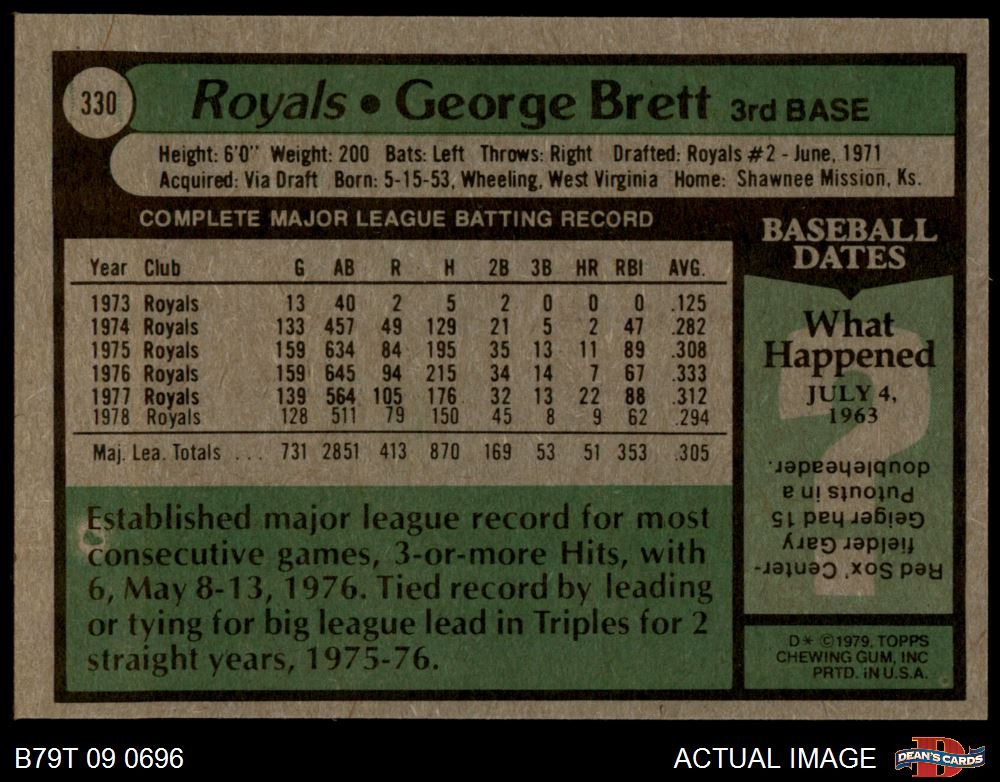 330
Royals • George Brett 3rd BASE
Height: 6'0" Weight: 200 Bats: Left Throws: Right Drafted: Royals #2 - June, 1971
Acquired: Via Draft Born: 5-15-53, Wheeling, West Virginia Home: Shawnee Mission, Ks.
COMPLETE MAJOR LEAGUE BATTING RECORD
Year Club G AB R H 2B 3B HR RBI AVG.
1973 Royals 13 40 2 5 2 0 0 0 .125
1974 Royals 133 457 49 129 21 5 2 47 .282
1975 Royals 159 634 84 195 35 13 11 89 .308
1976 Royals 159 645 94 215 34 14 7 67 .333
1977 Royals 139 564 105 176 32 13 22 88 .312
1978 Royals 128 511 79 150 45 8 9 62 .294
Maj. Lea. Totals ... 731 2851 413 870 169 53 51 353 .305
Established major league record for most
consecutive games, 3-or-more Hits, with
6, May 8-13, 1976. Tied record by leading
or tying for big league lead in Triples for 2
straight years, 1975-76.
BASEBALL
DATES
?
What
Happened
JULY 4,
1963
Red Sox' Center-
fielder Gary
Geiger had 15
Putouts in a
doubleheader.
D* ©1979. TOPPS
CHEWING GUM, INC
PRTD. IN U.S.A.
B79T 09 0696
ACTUAL IMAGE
D
DEAN'S CARDS